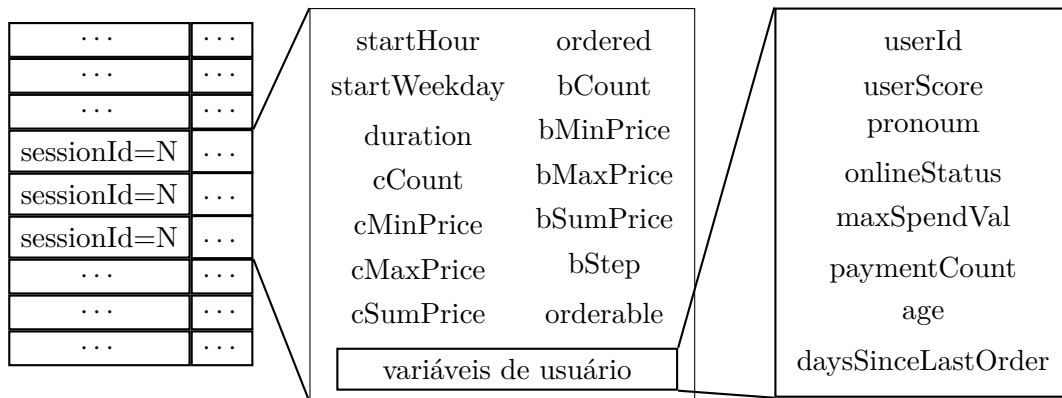 ··· ···
··· ···
··· ···
sessionId=N ···
sessionId=N ···
sessionId=N ···
··· ···
··· ···
··· ···
startHour
startWeekday
duration
cCount
cMinPrice
cMaxPrice
cSumPrice
ordered
bCount
bMinPrice
bMaxPrice
bSumPrice
bStep
orderable
variáveis de usuário
userId
userScore
pronoum
onlineStatus
maxSpendVal
paymentCount
age
daysSinceLastOrder